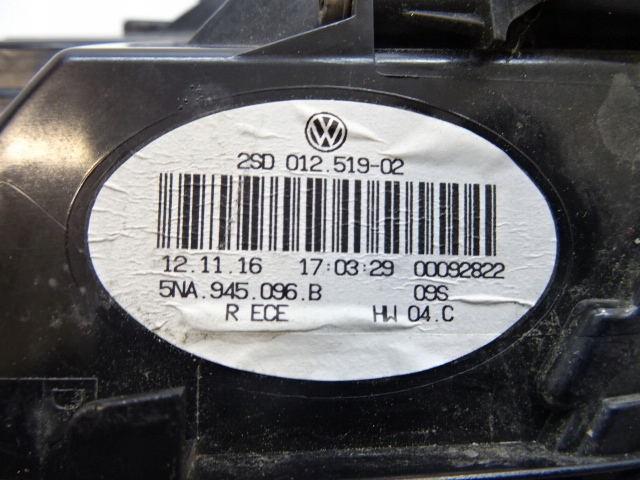 2SD 012.519-02
12.11.16 17:03:29 00092822
5NA.945.096.B 09S
R ECE HW 04.C